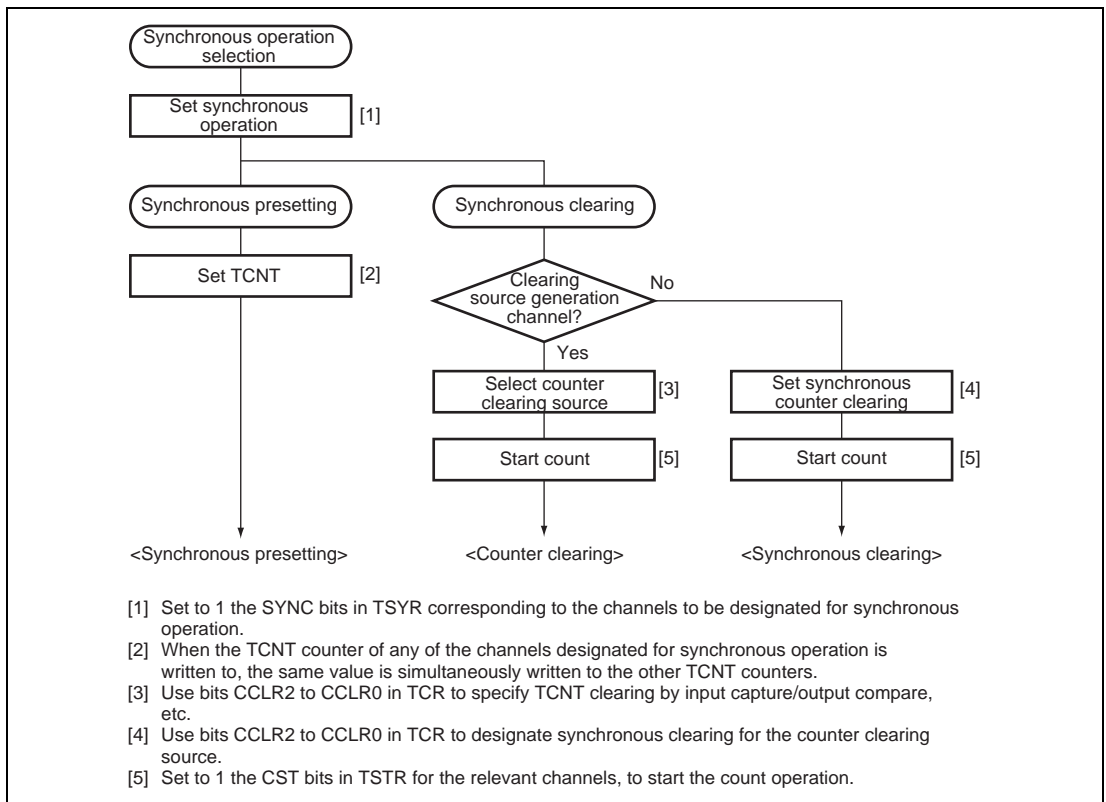 Synchronous operation
selection
Set synchronous
operation
[1]
Synchronous presetting
Synchronous clearing
Set TCNT
[2]
Clearing
source generation
channel?
No
Yes
Select counter
clearing source
[3]
Set synchronous
counter clearing
[4]
Start count
[5]
Start count
[5]
<Synchronous presetting>
<Counter clearing>
<Synchronous clearing>
[1] Set to 1 the SYNC bits in TSYR corresponding to the channels to be designated for synchronous
operation.
[2] When the TCNT counter of any of the channels designated for synchronous operation is
written to, the same value is simultaneously written to the other TCNT counters.
[3] Use bits CCLR2 to CCLR0 in TCR to specify TCNT clearing by input capture/output compare,
etc.
[4] Use bits CCLR2 to CCLR0 in TCR to designate synchronous clearing for the counter clearing
source.
[5] Set to 1 the CST bits in TSTR for the relevant channels, to start the count operation.